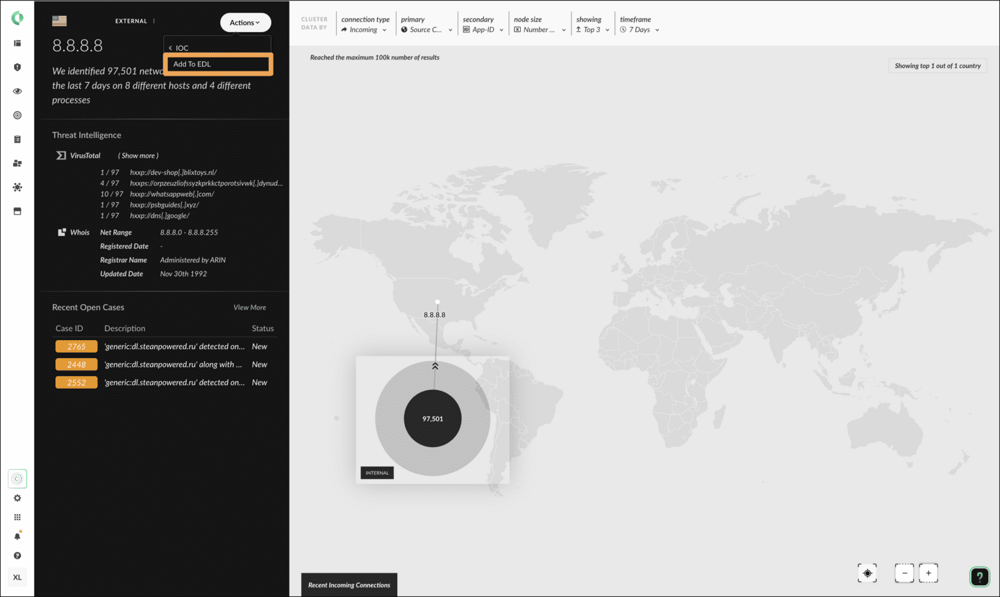 EXTERNAL
Actions
8.8.8.8
IOC
Add To EDL
We identified 97,501 netwo
the last 7 days on 8 different hosts and 4 different
processes
Threat Intelligence
VirusTotal ( Show more )
1 / 97 hxxp://dev-shop[.]blixtoys.nl/
4 / 97 hxxps://orpzeuzliofssyzkprkkctporotsivwk[.]dynud...
10 / 97 hxxp://whatsappweb[.]com/
1 / 97 hxxp://psbguides[.]xyz/
1 / 97 hxxp://dns[.]google/
Whois Net Range 8.8.8.0 - 8.8.8.255
Registered Date -
Registrar Name Administered by ARIN
Updated Date Nov 30th 1992
Recent Open Cases View More
Case ID Description Status
2765 'generic:dl.steanpowered.ru' detected on... New
2448 'generic:dl.steanpowered.ru' along with ... New
2552 'generic:dl.steanpowered.ru' detected on... New
XL
CLUSTER
DATA BY
connection type primary secondary node size showing timeframe
Incoming Source C... App-ID Number ... Top 3 7 Days
Reached the maximum 100k number of results
Showing top 1 out of 1 country
8.8.8.8
97,501
INTERNAL
Recent Incoming Connections
− +
?